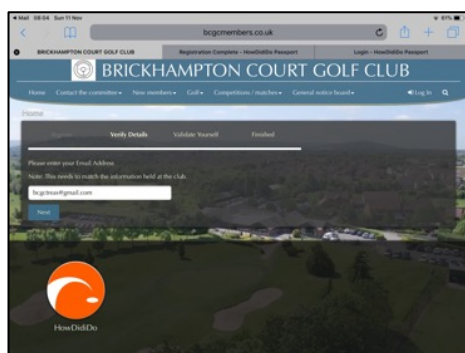 Mail 08:04 Sun 11 Nov 61%
bcgcmembers.co.uk
BRICKHAMPTON COURT GOLF CLUB Registration Complete - HowDidiDo Passport Login - HowDidiDo Passport
BRICKHAMPTON COURT GOLF CLUB
Home Contact the committee New members Golf Competitions / matches General notice board Log In
Home
Register Verify Details Validate Yourself Finished
Please enter your Email Address
Note: This needs to match the information held at the club.
Next
HowDidiDo